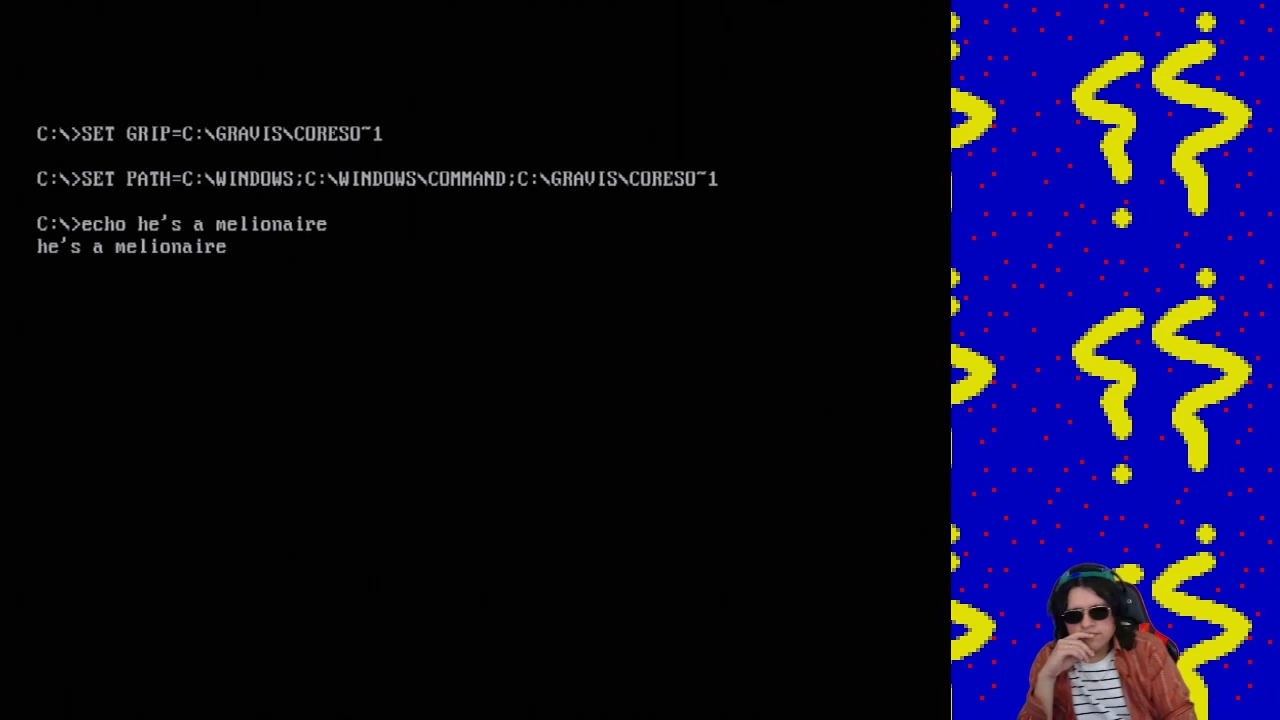 C:\>SET GRIP=C:\GRAVIS\CORESO~1
C:\>SET PATH=C:\WINDOWS;C:\WINDOWS\COMMAND;C:\GRAVIS\CORESO~1
C:\>echo he's a melionaire
he's a melionaire